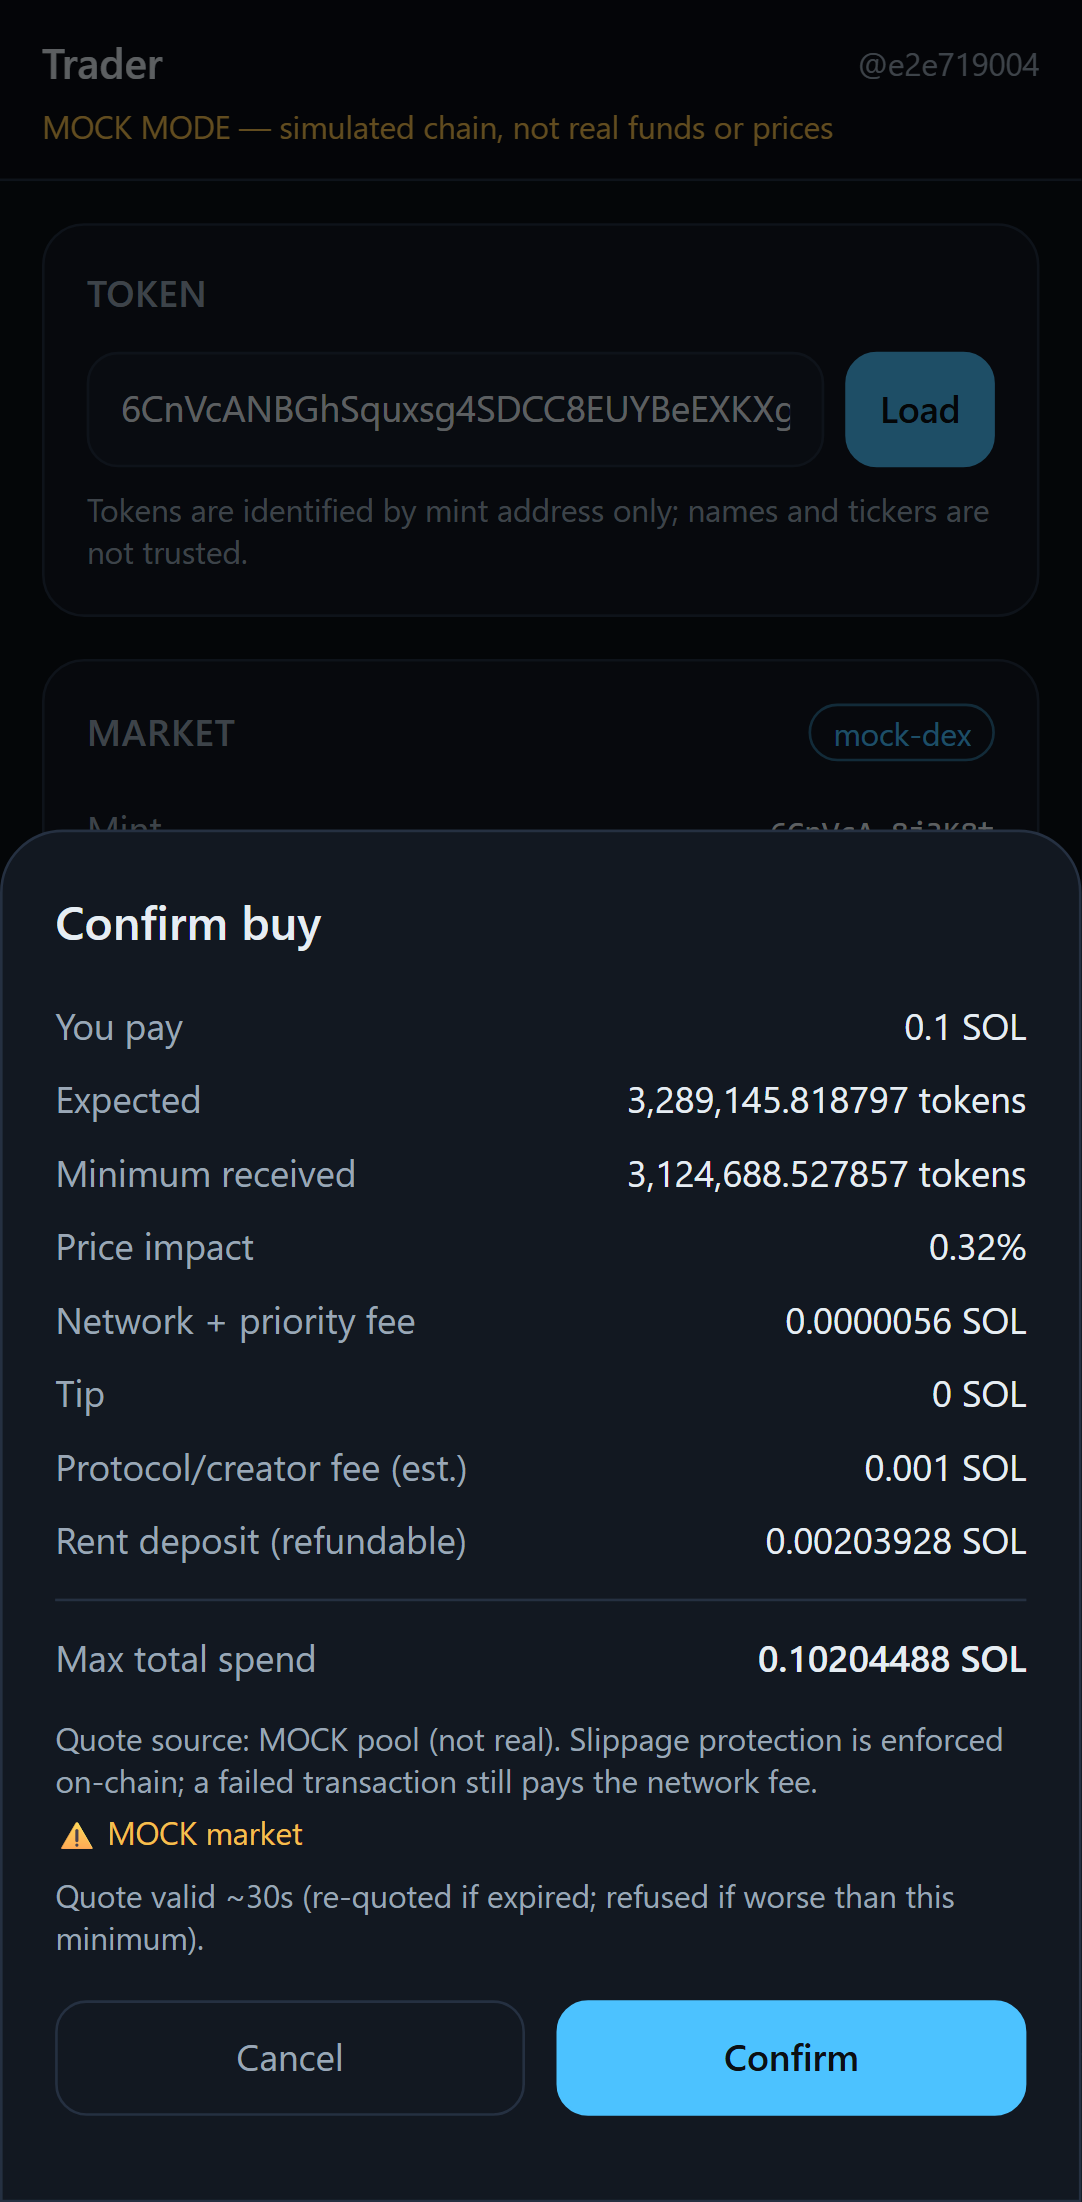 Trader
@e2e719004
MOCK MODE — simulated chain, not real funds or prices
TOKEN
6CnVcANBGhSquxsg4SDCC8EUYBeEXKXg
Load
Tokens are identified by mint address only; names and tickers are
not trusted.
MARKET
mock-dex
Mint
Confirm buy
You pay
0.1 SOL
Expected
3,289,145.818797 tokens
Minimum received
3,124,688.527857 tokens
Price impact
0.32%
Network + priority fee
0.0000056 SOL
Tip
0 SOL
Protocol/creator fee (est.)
0.001 SOL
Rent deposit (refundable)
0.00203928 SOL
Max total spend
0.10204488 SOL
Quote source: MOCK pool (not real). Slippage protection is enforced
on-chain; a failed transaction still pays the network fee.
⚠ MOCK market
Quote valid ~30s (re-quoted if expired; refused if worse than this
minimum).
Cancel
Confirm